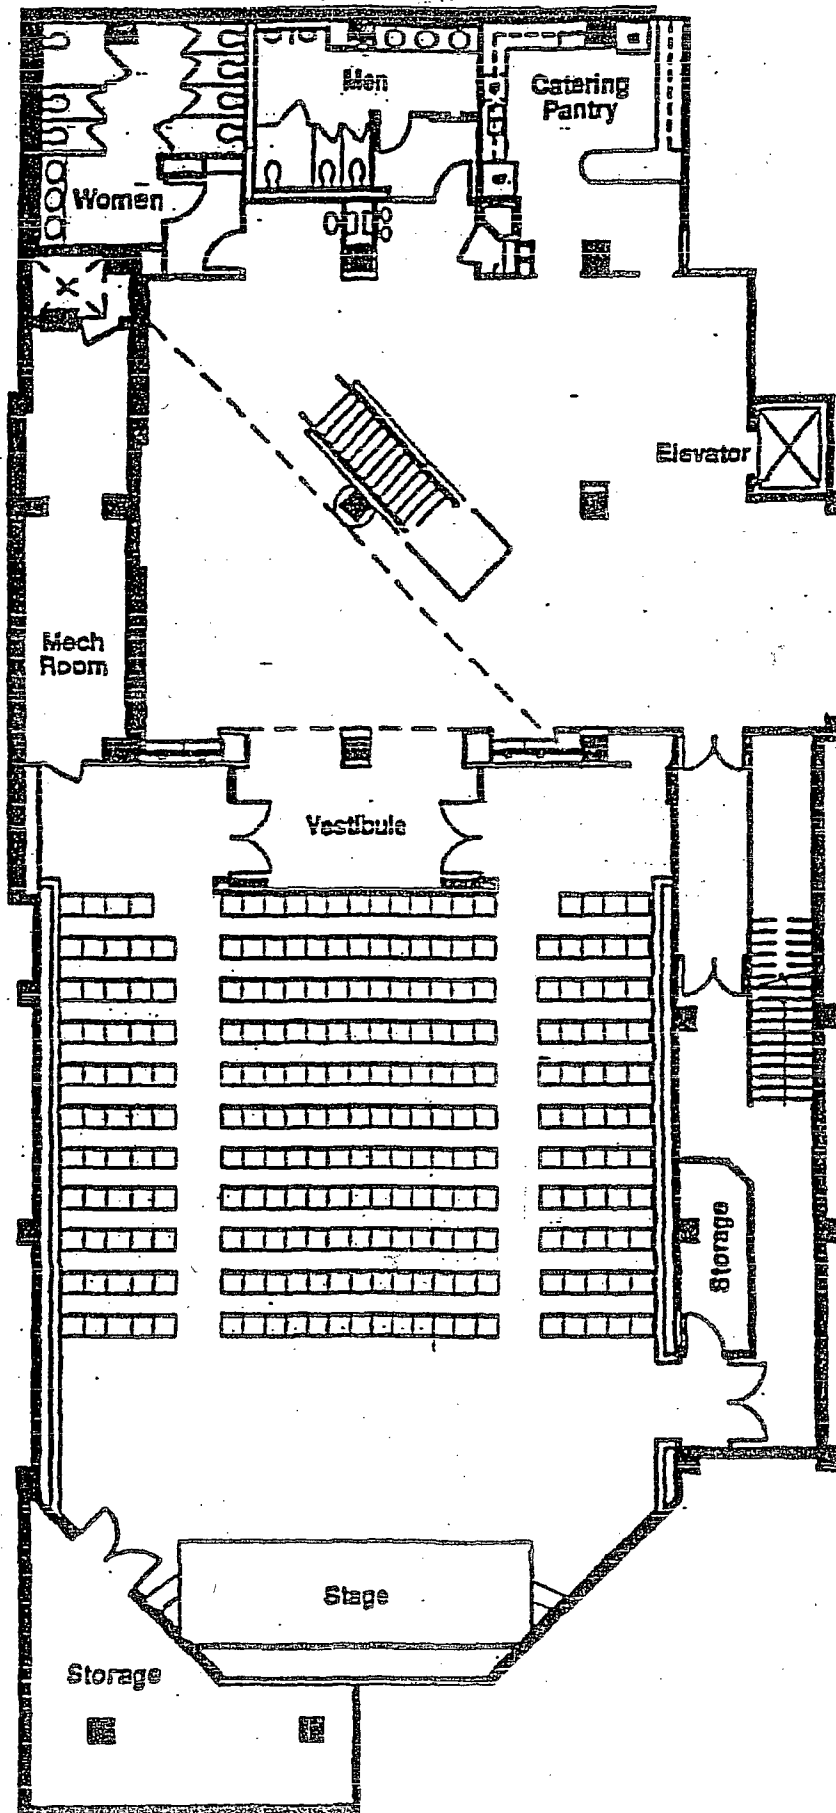 Men
Catering
Pantry
Women
Elevator
Mech
Room
Vestibule
Storage
Stage
Storage